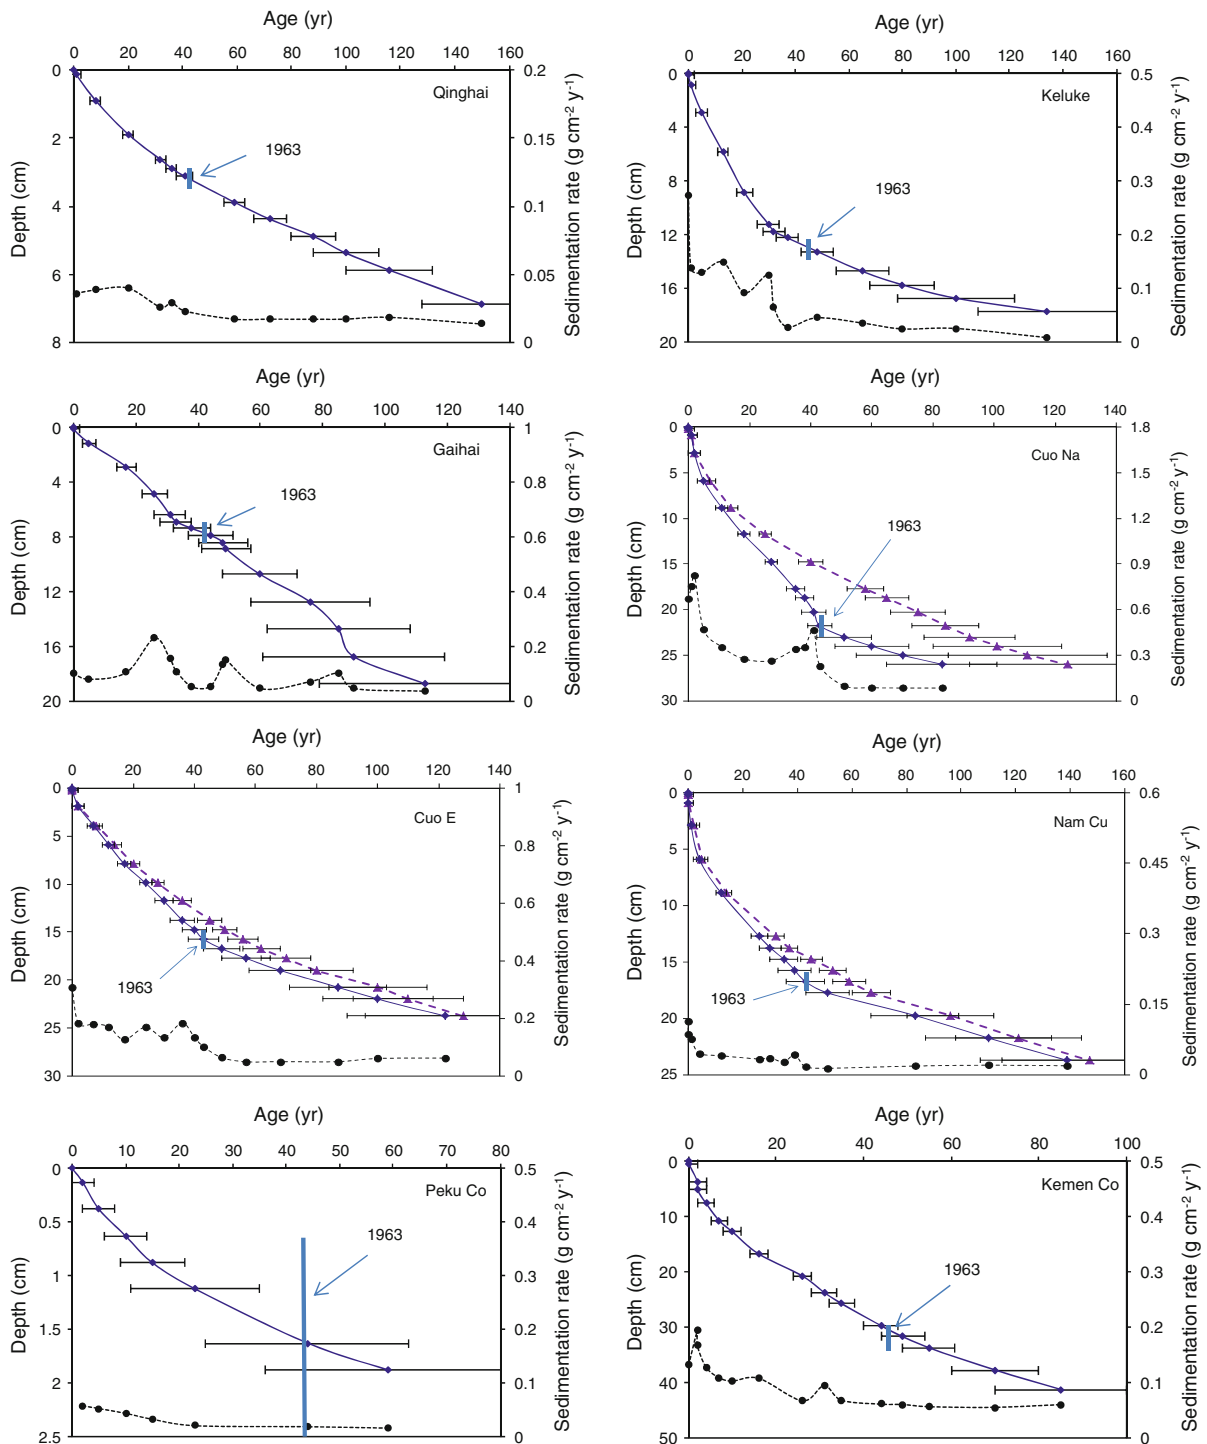 Age (yr)
0 20 40 60 80 100 120 140 160
0 2 4 6 8
Depth (cm)
0.2 0.15 0.1 0.05 0
Sedimentation rate (g cm-2 y-1)
Qinghai
1963
Age (yr)
0 20 40 60 80 100 120 140 160
0 4 8 12 16 20
Depth (cm)
0.5 0.4 0.3 0.2 0.1 0
Sedimentation rate (g cm-2 y-1)
Keluke
1963
Age (yr)
0 20 40 60 80 100 120 140
0 4 8 12 16 20
Depth (cm)
1 0.8 0.6 0.4 0.2 0
Sedimentation rate (g cm-2 y-1)
Gaihai
1963
Age (yr)
0 20 40 60 80 100 120 140
0 5 10 15 20 25 30
Depth (cm)
1.8 1.5 1.2 0.9 0.6 0.3 0
Sedimentation rate (g cm-2 y-1)
Cuo Na
1963
Age (yr)
0 20 40 60 80 100 120 140
0 5 10 15 20 25 30
Depth (cm)
1 0.8 0.6 0.4 0.2 0
Sedimentation rate (g cm-2 y-1)
Cuo E
1963
Age (yr)
0 20 40 60 80 100 120 140 160
0 5 10 15 20 25
Depth (cm)
0.6 0.45 0.3 0.15 0
Sedimentation rate (g cm-2 y-1)
Nam Cu
1963
Age (yr)
0 10 20 30 40 50 60 70 80
0 0.5 1 1.5 2 2.5
Depth (cm)
0.5 0.4 0.3 0.2 0.1 0
Sedimentation rate (g cm-2 y-1)
Peku Co
1963
Age (yr)
0 20 40 60 80 100
0 10 20 30 40 50
Depth (cm)
0.5 0.4 0.3 0.2 0.1 0
Sedimentation rate (g cm-2 y-1)
Kemen Co
1963